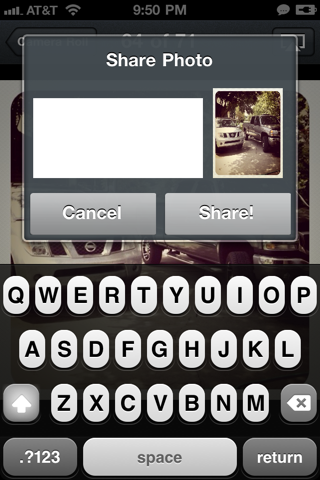 AT&T 9:50 PM
Share Photo
Cancel Share!
Q W E R T Y U I O P
A S D F G H J K L
Z X C V B N M
.?123 space return